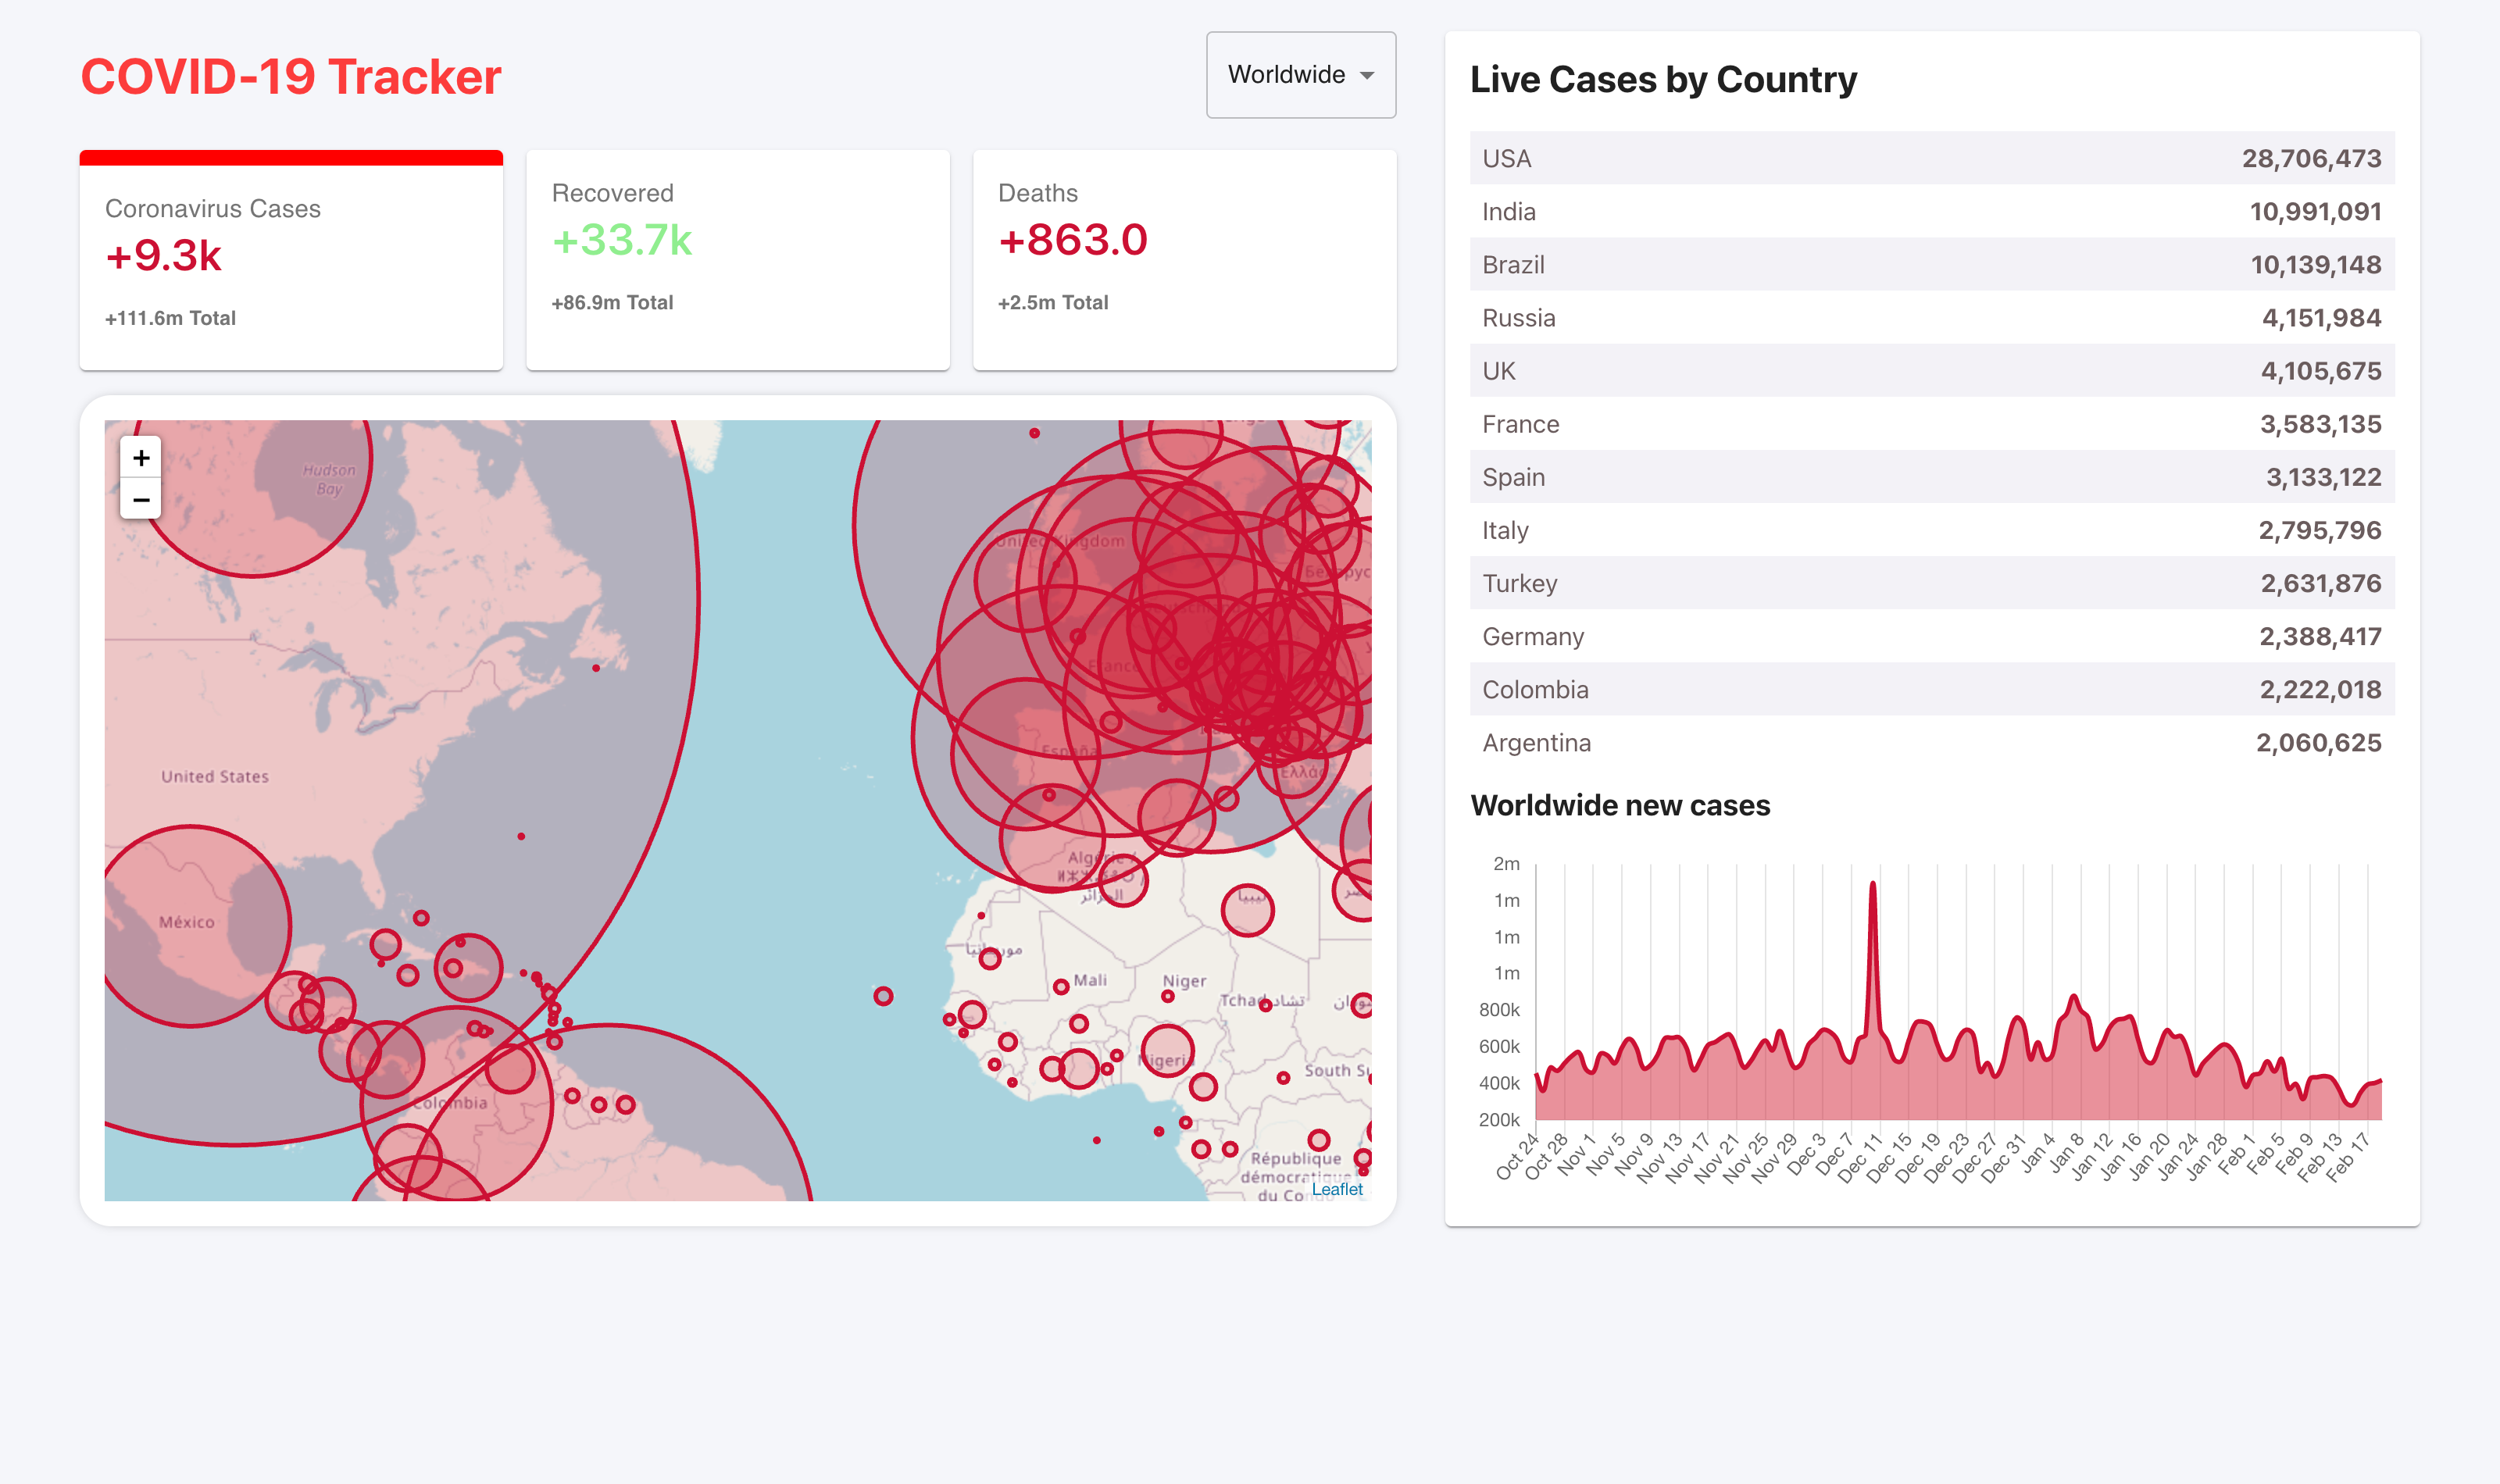 COVID-19 Tracker
Worldwide
Coronavirus Cases
+9.3k
+111.6m Total
Recovered
+33.7k
+86.9m Total
Deaths
+863.0
+2.5m Total
+
−
Hudson
Bay
United Kingdom
France
España
Ελλάς
United States
México
Algérie /
الجزائر
ليبيا
موريتانيا
Mali
Niger
Tchad تشاد
Nigeria
South Su
Colombia
République
démocratique
du Congo
Leaflet
Live Cases by Country
USA 28,706,473
India 10,991,091
Brazil 10,139,148
Russia 4,151,984
UK 4,105,675
France 3,583,135
Spain 3,133,122
Italy 2,795,796
Turkey 2,631,876
Germany 2,388,417
Colombia 2,222,018
Argentina 2,060,625
Worldwide new cases
2m
1m
1m
1m
800k
600k
400k
200k
Oct 24
Oct 28
Nov 1
Nov 5
Nov 9
Nov 13
Nov 17
Nov 21
Nov 25
Nov 29
Dec 3
Dec 7
Dec 11
Dec 15
Dec 19
Dec 23
Dec 27
Dec 31
Jan 4
Jan 8
Jan 12
Jan 16
Jan 20
Jan 24
Jan 28
Feb 1
Feb 5
Feb 9
Feb 13
Feb 17